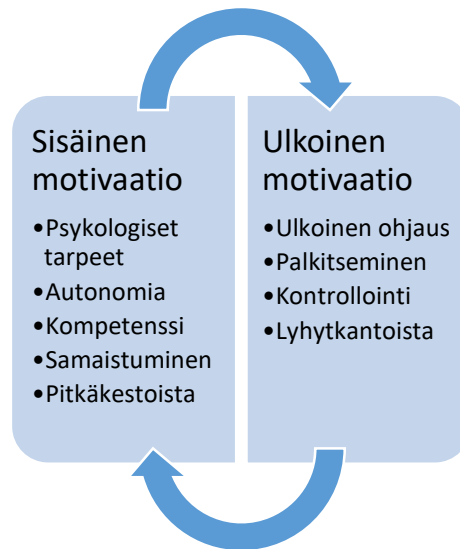 Sisäinen
motivaatio
•Psykologiset
tarpeet
•Autonomia
•Kompetenssi
•Samaistuminen
•Pitkäkestoista
Ulkoinen
motivaatio
•Ulkoinen ohjaus
•Palkitseminen
•Kontrollointi
•Lyhytkantoista